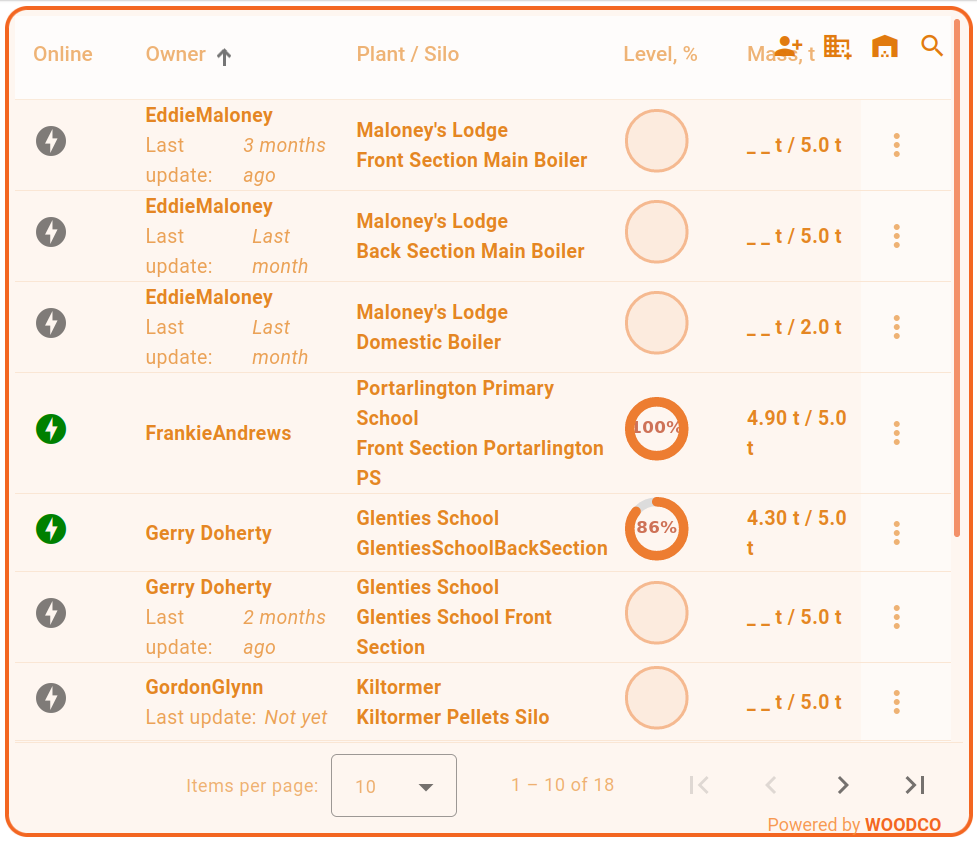 Online Owner Plant / Silo Level, % Mass, t
EddieMaloney
Last update: 3 months ago
Maloney's Lodge
Front Section Main Boiler
_ _ t / 5.0 t
EddieMaloney
Last update: Last month
Maloney's Lodge
Back Section Main Boiler
_ _ t / 5.0 t
EddieMaloney
Last update: Last month
Maloney's Lodge
Domestic Boiler
_ _ t / 2.0 t
FrankieAndrews
Portarlington Primary
School
Front Section Portarlington
PS
100%
4.90 t / 5.0
t
Gerry Doherty
Glenties School
GlentiesSchoolBackSection
86%
4.30 t / 5.0
t
Gerry Doherty
Last update: 2 months ago
Glenties School
Glenties School Front
Section
_ _ t / 5.0 t
GordonGlynn
Last update: Not yet
Kiltormer
Kiltormer Pellets Silo
_ _ t / 5.0 t
Items per page: 10 1 – 10 of 18
Powered by WOODCO